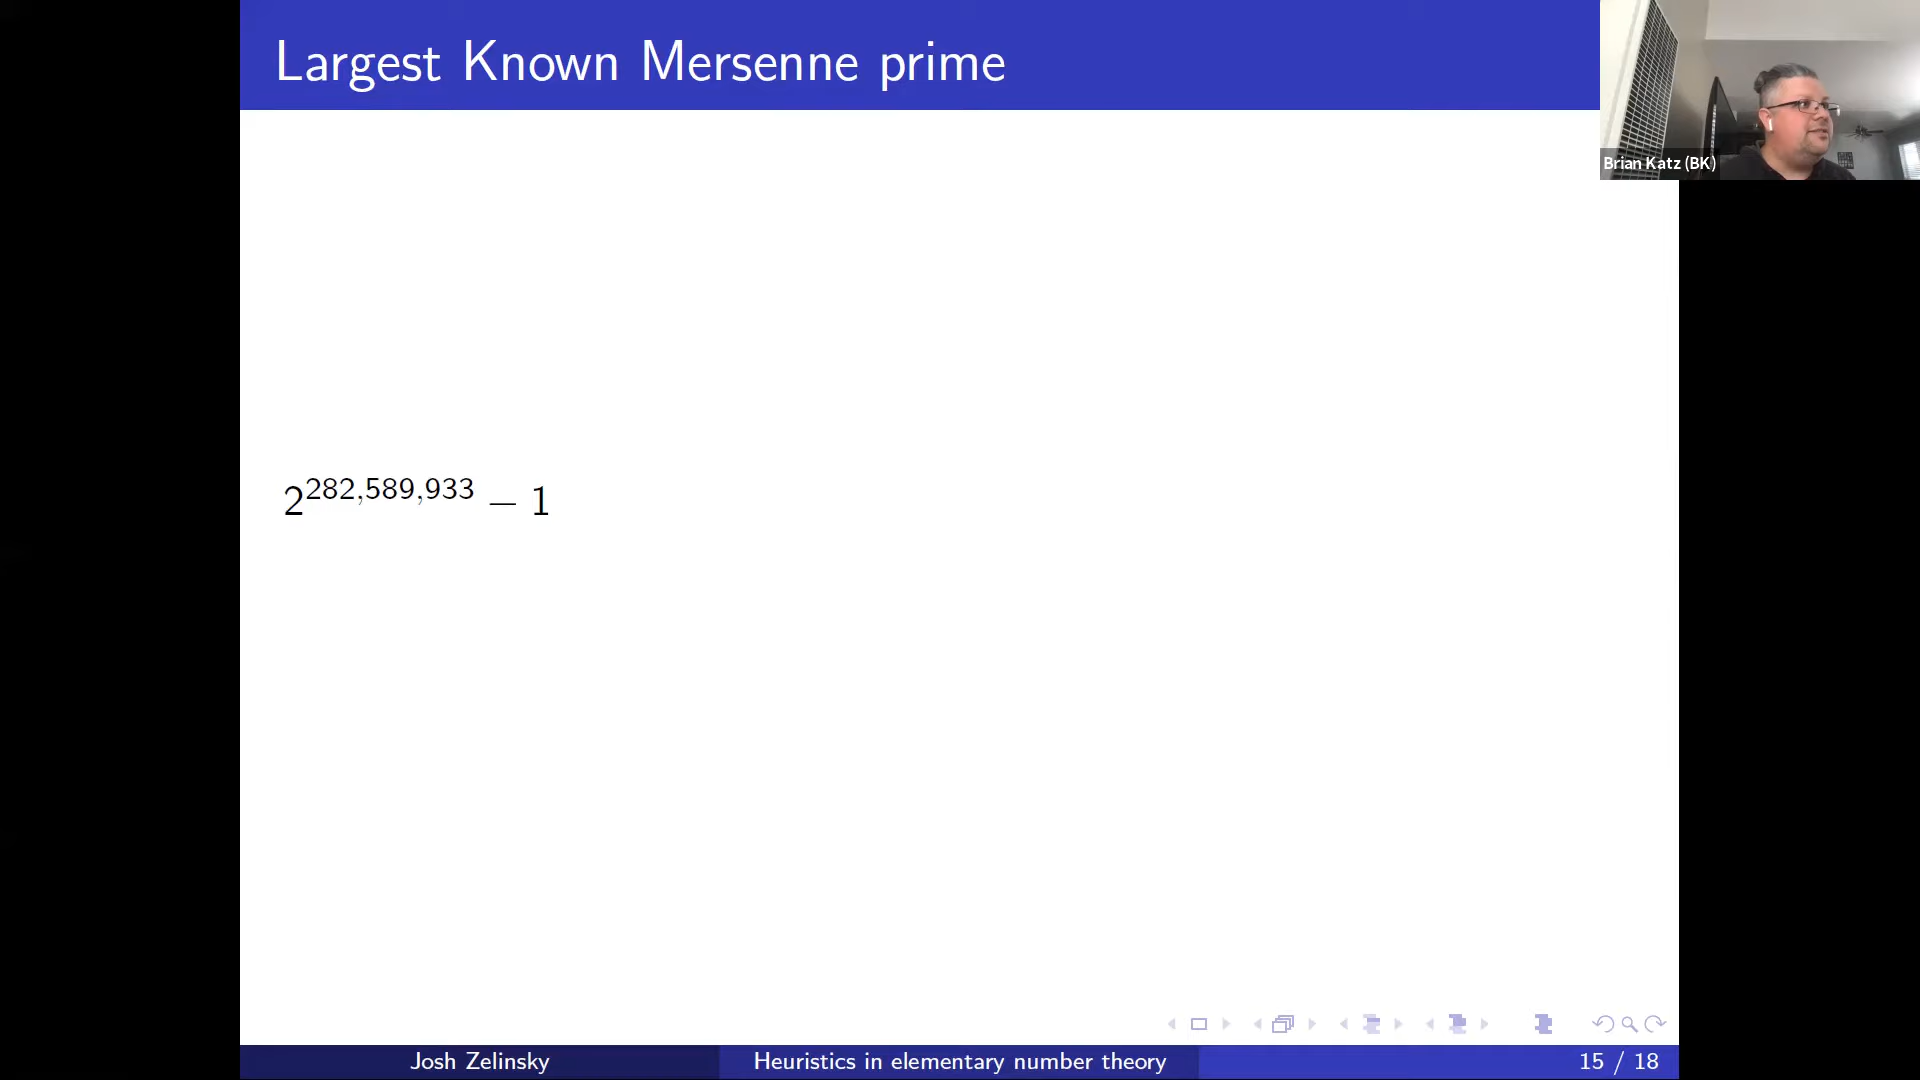 Largest Known Mersenne prime
Brian Katz (BK)
2^282,589,933 − 1
Josh Zelinsky
Heuristics in elementary number theory
15 / 18